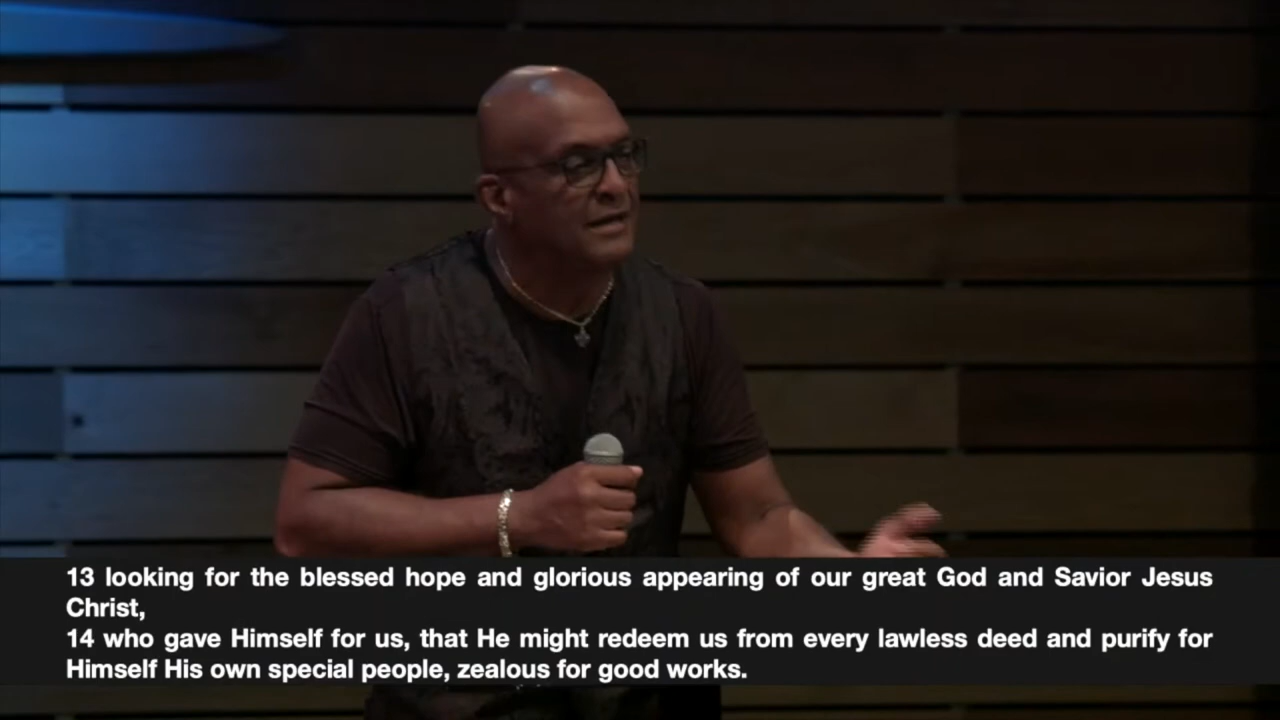 13 looking for the blessed hope and glorious appearing of our great God and Savior Jesus
Christ,
14 who gave Himself for us, that He might redeem us from every lawless deed and purify for
Himself His own special people, zealous for good works.